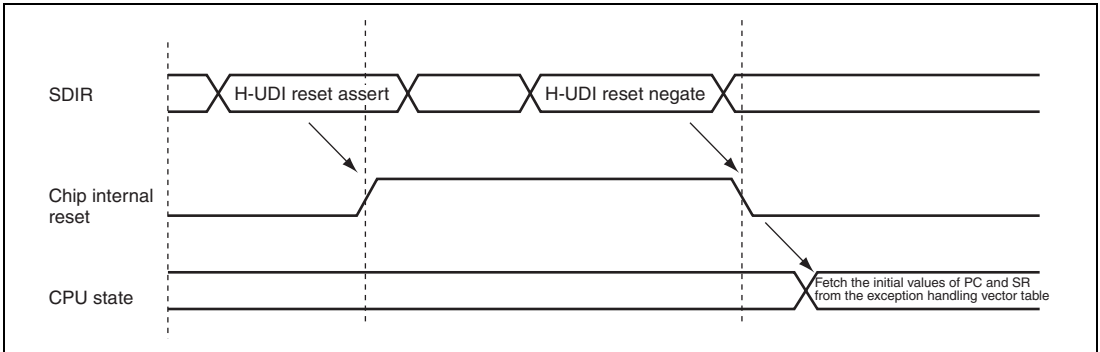 SDIR
H-UDI reset assert
H-UDI reset negate
Chip internal
reset
CPU state
Fetch the initial values of PC and SR
from the exception handling vector table